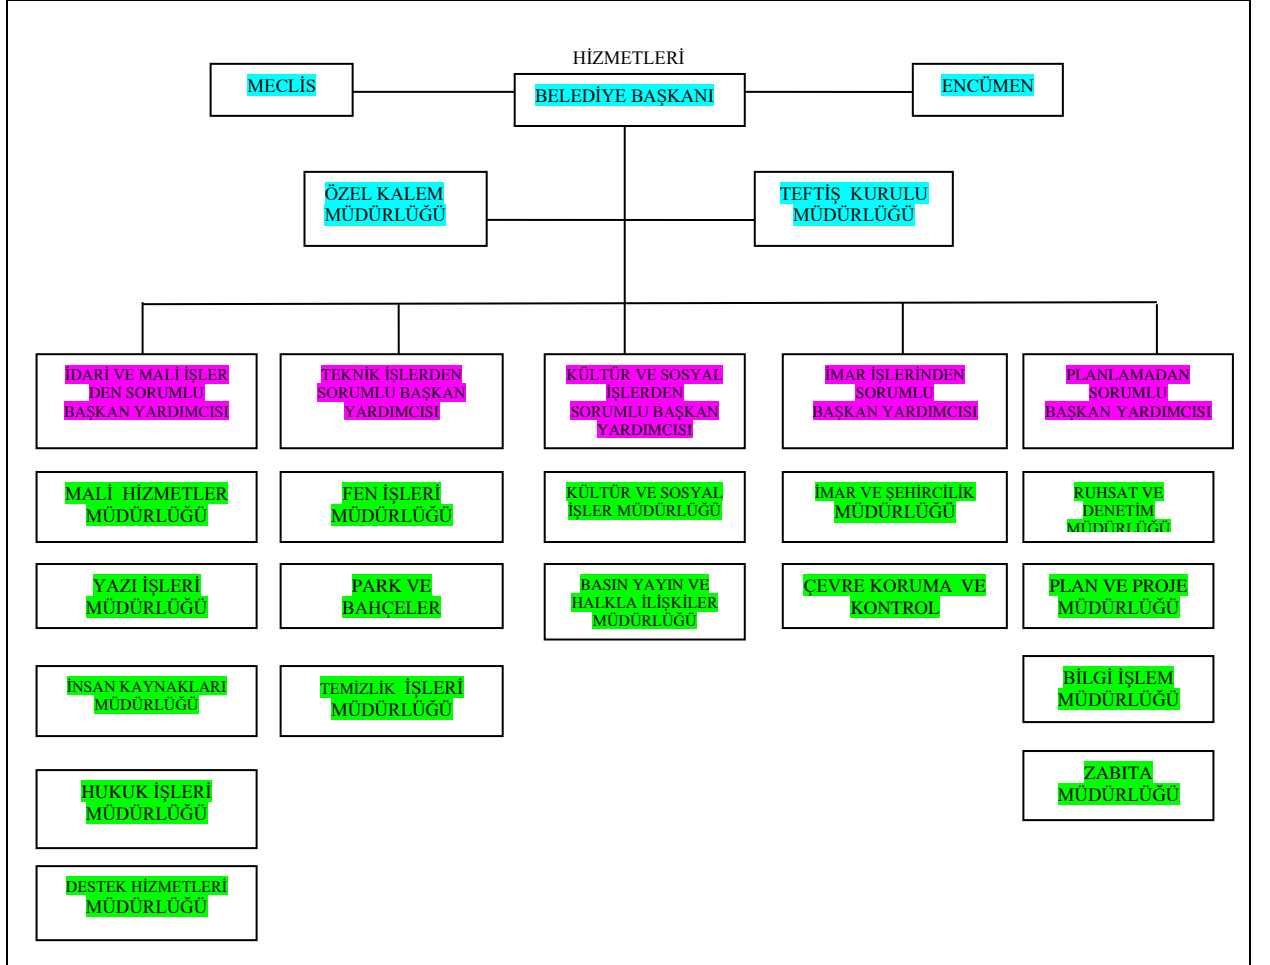 HİZMETLERİ
MECLİS
BELEDİYE BAŞKANI
ENCÜMEN
ÖZEL KALEM
MÜDÜRLÜĞÜ
TEFTİŞ KURULU
MÜDÜRLÜĞÜ
İDARİ VE MALİ İŞLER
DEN SORUMLU
BAŞKAN YARDIMCISI
TEKNİK İŞLERDEN
SORUMLU BAŞKAN
YARDIMCISI
KÜLTÜR VE SOSYAL
İŞLERDEN
SORUMLU BAŞKAN
YARDIMCISI
İMAR İŞLERİNDEN
SORUMLU
BAŞKAN YARDIMCISI
PLANLAMADAN
SORUMLU
BAŞKAN YARDIMCISI
MALİ HİZMETLER
MÜDÜRLÜĞÜ
FEN İŞLERİ
MÜDÜRLÜĞÜ
KÜLTÜR VE SOSYAL
İŞLER MÜDÜRLÜĞÜ
İMAR VE ŞEHİRCİLİK
MÜDÜRLÜĞÜ
RUHSAT VE
DENETİM
MÜDÜRLÜĞÜ
YAZI İŞLERİ
MÜDÜRLÜĞÜ
PARK VE
BAHÇELER
BASIN YAYIN VE
HALKLA İLİŞKİLER
MÜDÜRLÜĞÜ
ÇEVRE KORUMA VE
KONTROL
PLAN VE PROJE
MÜDÜRLÜĞÜ
İNSAN KAYNAKLARI
MÜDÜRLÜĞÜ
TEMİZLİK İŞLERİ
MÜDÜRLÜĞÜ
BİLGİ İŞLEM
MÜDÜRLÜĞÜ
HUKUK İŞLERİ
MÜDÜRLÜĞÜ
ZABITA
MÜDÜRLÜĞÜ
DESTEK HİZMETLERİ
MÜDÜRLÜĞÜ